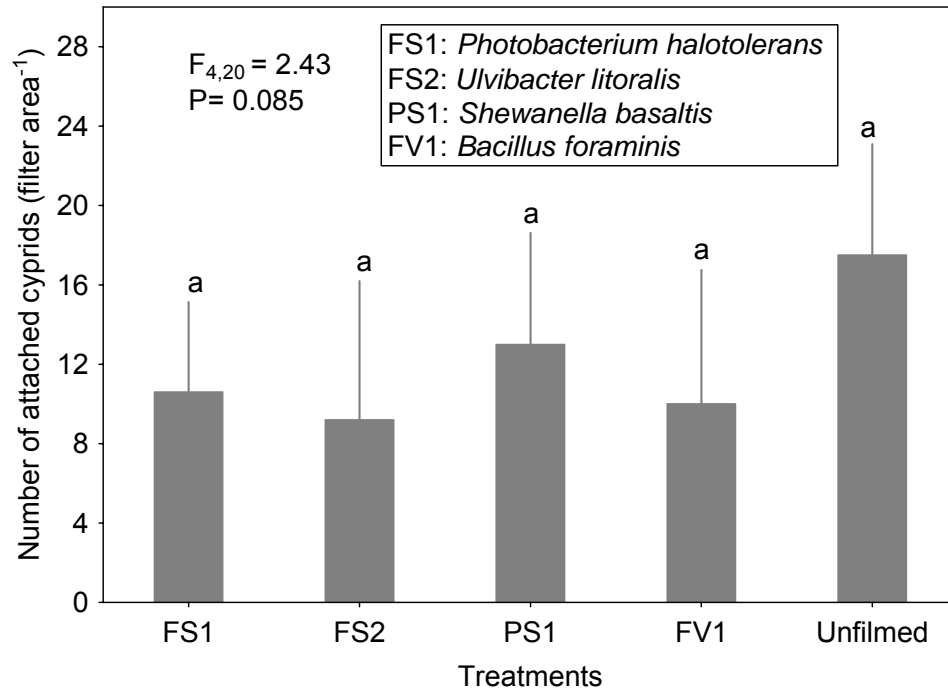 28
24
20
16
12
8
4
0
Number of attached cyprids (filter area⁻¹)
F4,20 = 2.43
P= 0.085
FS1: Photobacterium halotolerans
FS2: Ulvibacter litoralis
PS1: Shewanella basaltis
FV1: Bacillus foraminis
a a a a a
FS1 FS2 PS1 FV1 Unfilmed
Treatments